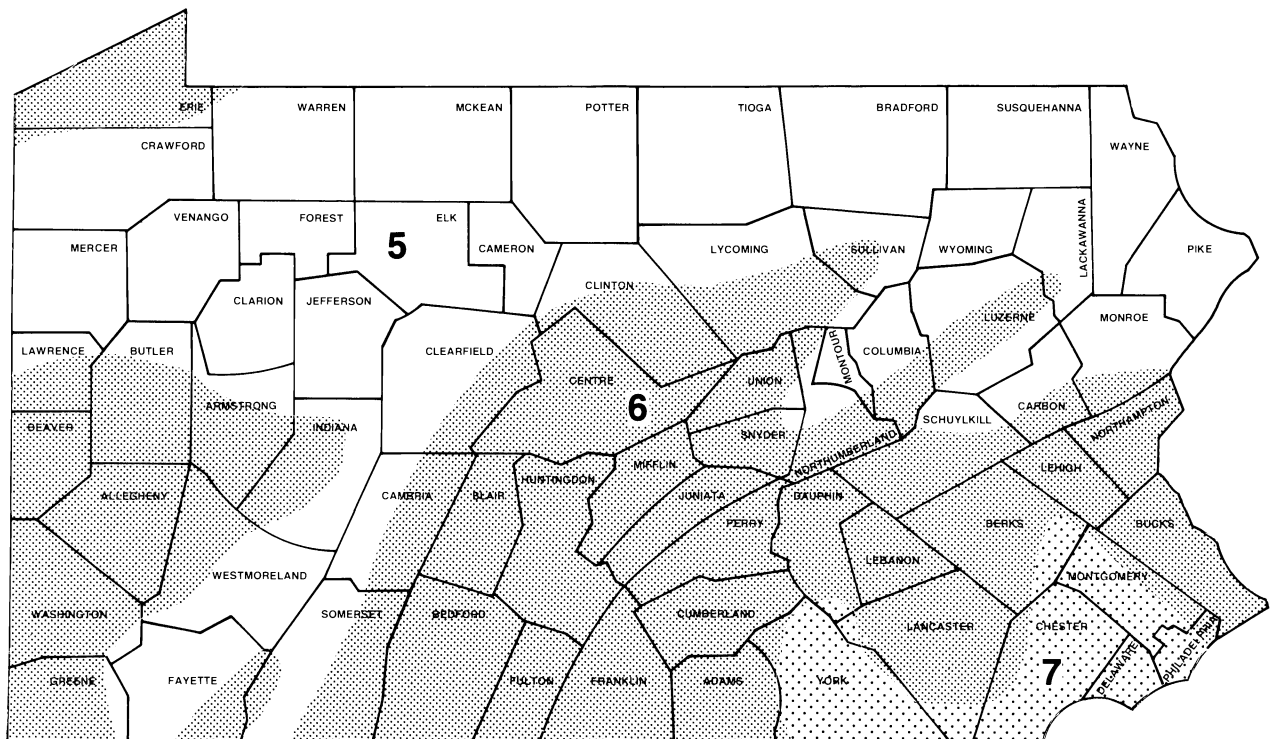 ERIE
WARREN
MCKEAN
POTTER
TIOGA
BRADFORD
SUSQUEHANNA
CRAWFORD
WAYNE
VENANGO
FOREST
ELK
MERCER
CAMERON
LYCOMING
SULLIVAN
WYOMING
LACKAWANNA
PIKE
5
CLINTON
CLARION
JEFFERSON
LUZERNE
MONROE
LAWRENCE
BUTLER
CLEARFIELD
CENTRE
UNION
MONTOUR
COLUMBIA
ARMSTRONG
6
CARBON
BEAVER
INDIANA
SNYDER
SCHUYLKILL
NORTHAMPTON
NORTHUMBERLAND
MIFFLIN
LEHIGH
ALLEGHENY
CAMBRIA
BLAIR
HUNTINGDON
JUNIATA
DAUPHIN
PERRY
BERKS
BUCKS
LEBANON
WESTMORELAND
MONTGOMERY
WASHINGTON
SOMERSET
BEDFORD
CUMBERLAND
LANCASTER
CHESTER
PHILADELPHIA
GREENE
FAYETTE
FULTON
FRANKLIN
ADAMS
YORK
7
DELAWARE